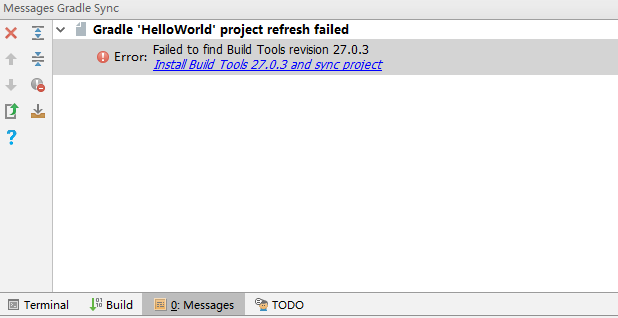 Messages Gradle Sync
Gradle 'HelloWorld' project refresh failed
Error: Failed to find Build Tools revision 27.0.3
Install Build Tools 27.0.3 and sync project
Terminal Build 0: Messages TODO